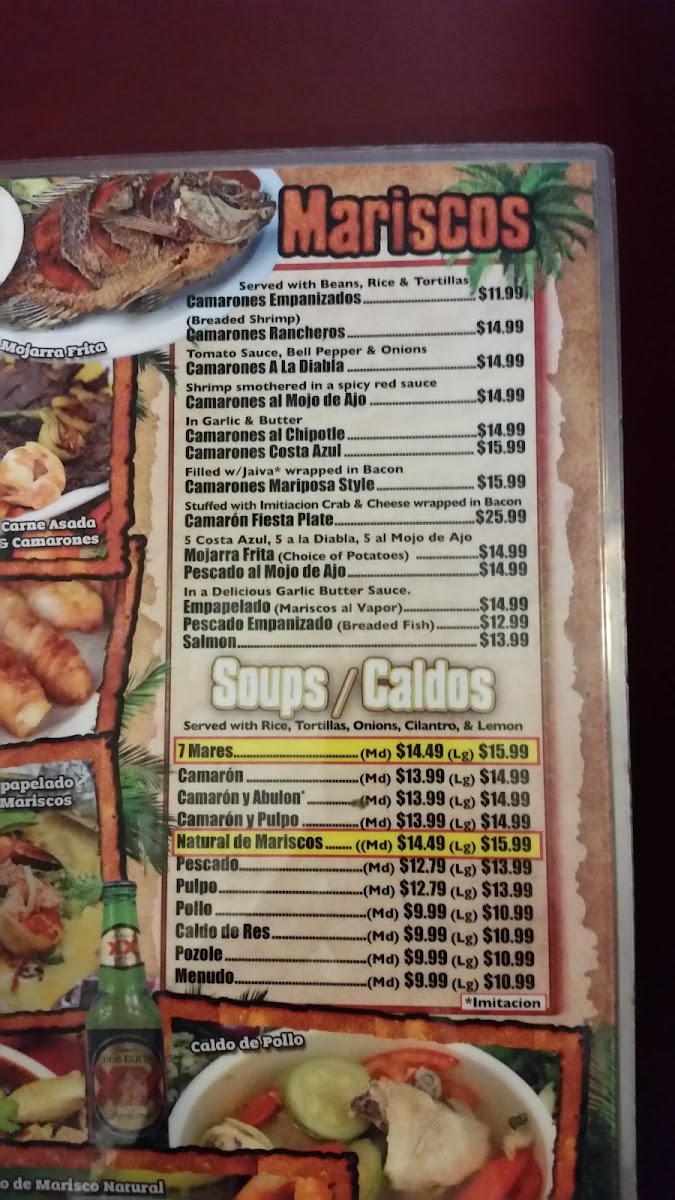 Mariscos
Served with Beans, Rice & Tortillas
Camarones Empanizados $11.99
(Breaded Shrimp)
Camarones Rancheros $14.99
Tomato Sauce, Bell Pepper & Onions
Camarones A La Diabla $14.99
Shrimp smothered in a spicy red sauce
Camarones al Mojo de Ajo $14.99
In Garlic & Butter
Camarones al Chipotle $14.99
Camarones Costa Azul $15.99
Filled w/Jaiva* wrapped in Bacon
Camarones Mariposa Style $15.99
Stuffed with Imitiacion Crab & Cheese wrapped in Bacon
Camarón Fiesta Plate $25.99
5 Costa Azul, 5 a la Diabla, 5 al Mojo de Ajo
Mojarra Frita (Choice of Potatoes) $14.99
Pescado al Mojo de Ajo $14.99
In a Delicious Garlic Butter Sauce.
Empapelado (Mariscos al Vapor) $14.99
Pescado Empanizado (Breaded Fish) $12.99
Salmon $13.99
Soups / Caldos
Served with Rice, Tortillas, Onions, Cilantro, & Lemon
7 Mares (Md) $14.49 (Lg) $15.99
Camarón (Md) $13.99 (Lg) $14.99
Camarón y Abulon* (Md) $13.99 (Lg) $14.99
Camarón y Pulpo (Md) $13.99 (Lg) $14.99
Natural de Mariscos ((Md) $14.49 (Lg) $15.99
Pescado (Md) $12.79 (Lg) $13.99
Pulpo (Md) $12.79 (Lg) $13.99
Pollo (Md) $9.99 (Lg) $10.99
Caldo de Res (Md) $9.99 (Lg) $10.99
Pozole (Md) $9.99 (Lg) $10.99
Menudo (Md) $9.99 (Lg) $10.99
*Imitacion
Mojarra Frita
Carne Asada
& Camarones
papelado
Mariscos
XX
DOS EQUIS
Caldo de Pollo
o de Marisco Natural